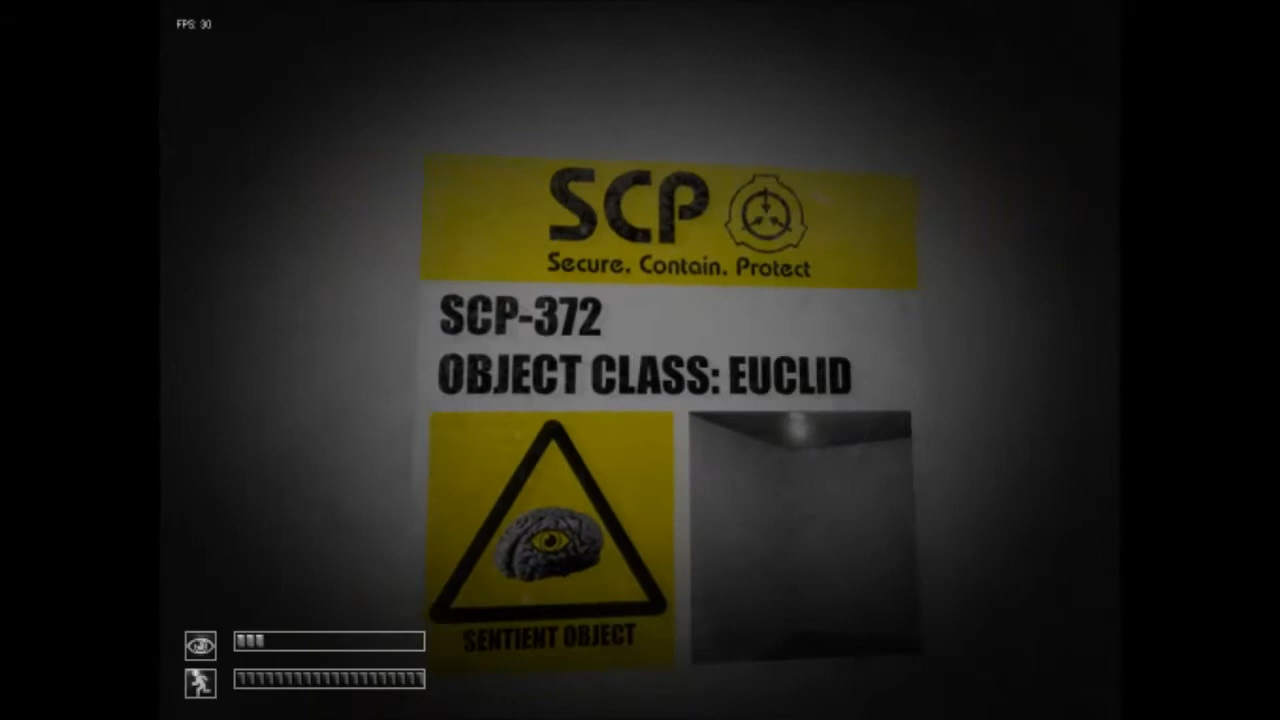 FPS: 30
SCP
Secure. Contain. Protect
SCP-372
OBJECT CLASS: EUCLID
SENTIENT OBJECT